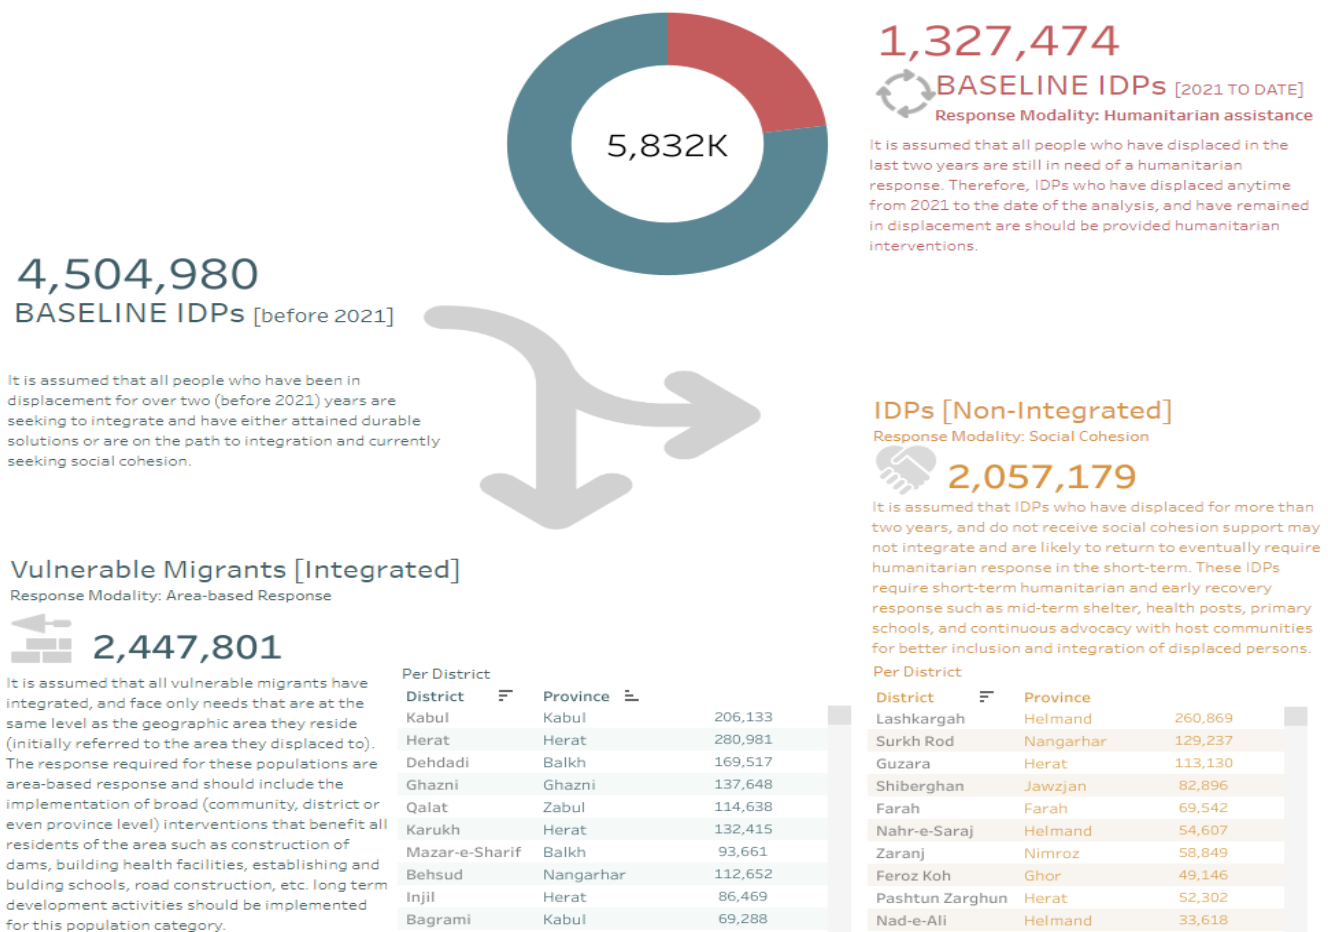 5,832K
1,327,474
BASELINE IDPs [2021 TO DATE]
Response Modality: Humanitarian assistance
It is assumed that all people who have displaced in the
last two years are still in need of a humanitarian
response. Therefore, IDPs who have displaced anytime
from 2021 to the date of the analysis, and have remained
in displacement are should be provided humanitarian
interventions.
4,504,980
BASELINE IDPs [before 2021]
It is assumed that all people who have been in
displacement for over two (before 2021) years are
seeking to integrate and have either attained durable
solutions or are on the path to integration and currently
seeking social cohesion.
IDPs [Non-Integrated]
Response Modality: Social Cohesion
2,057,179
It is assumed that IDPs who have displaced for more than
two years, and do not receive social cohesion support may
not integrate and are likely to return to eventually require
humanitarian response in the short-term. These IDPs
require short-term humanitarian and early recovery
response such as mid-term shelter, health posts, primary
schools, and continuous advocacy with host communities
for better inclusion and integration of displaced persons.
Per District
District Province
Lashkargah Helmand 260,869
Surkh Rod Nangarhar 129,237
Guzara Herat 113,130
Shiberghan Jawzjan 82,896
Farah Farah 69,542
Nahr-e-Saraj Helmand 54,607
Zaranj Nimroz 58,849
Feroz Koh Ghor 49,146
Pashtun Zarghun Herat 52,302
Nad-e-Ali Helmand 33,618
Vulnerable Migrants [Integrated]
Response Modality: Area-based Response
2,447,801
It is assumed that all vulnerable migrants have
integrated, and face only needs that are at the
same level as the geographic area they reside
(initially referred to the area they displaced to).
The response required for these populations are
area-based response and should include the
implementation of broad (community, district or
even province level) interventions that benefit all
residents of the area such as construction of
dams, building health facilities, establishing and
bulding schools, road construction, etc. long term
development activities should be implemented
for this population category.
Per District
District Province
Kabul Kabul 206,133
Herat Herat 280,981
Dehdadi Balkh 169,517
Ghazni Ghazni 137,648
Qalat Zabul 114,638
Karukh Herat 132,415
Mazar-e-Sharif Balkh 93,661
Behsud Nangarhar 112,652
Injil Herat 86,469
Bagrami Kabul 69,288